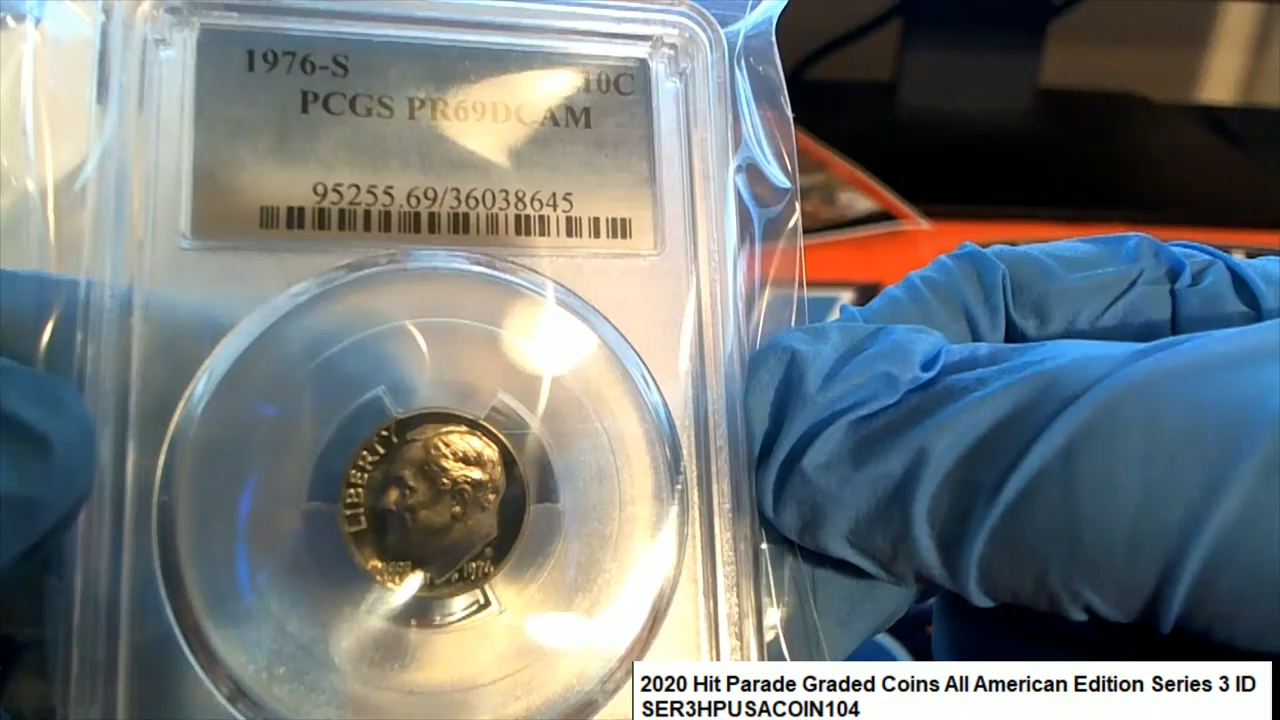 1976-S 10C
PCGS PR69DCAM
95255.69/36038645
LIBERTY
1976
2020 Hit Parade Graded Coins All American Edition Series 3 ID
SER3HPUSACOIN104